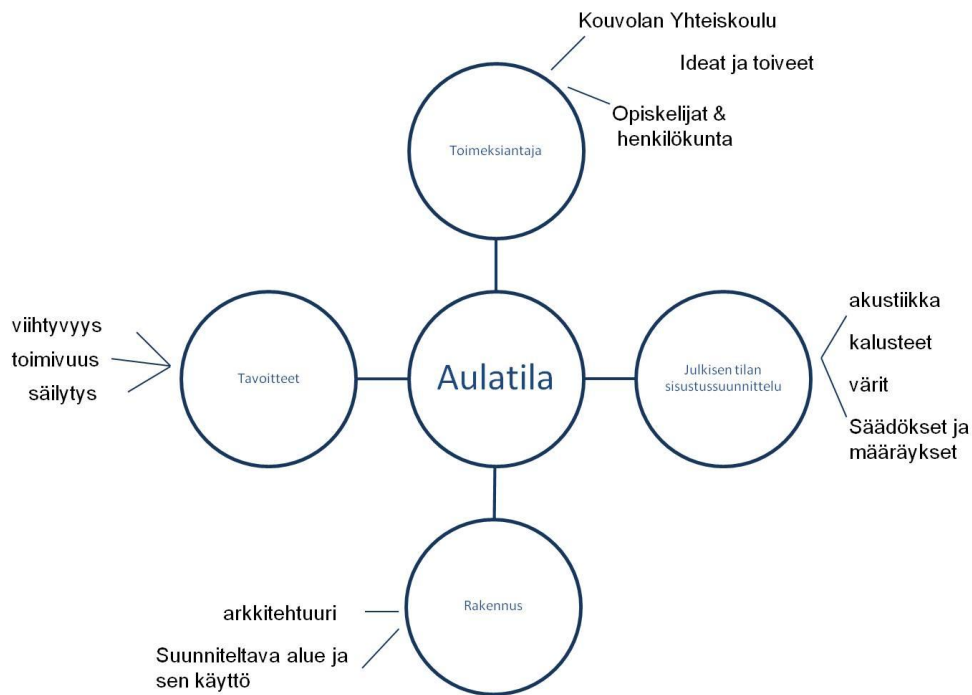 Kouvolan Yhteiskoulu
Ideat ja toiveet
Opiskelijat &
henkilökunta
Toimeksiantaja
viihtyvyys
toimivuus
säilytys
Tavoitteet
Aulatila
Julkisen tilan
sisustussuunnittelu
akustiikka
kalusteet
värit
Säädökset ja
määräykset
Rakennus
arkkitehtuuri
Suunniteltava alue ja
sen käyttö